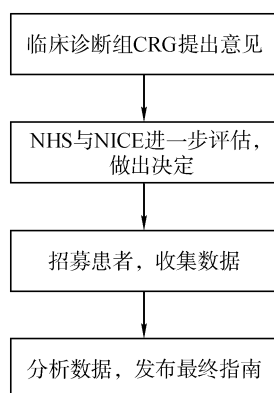 临床诊断组CRG提出意见
NHS与NICE进一步评估，
做出决定
招募患者，收集数据
分析数据，发布最终指南